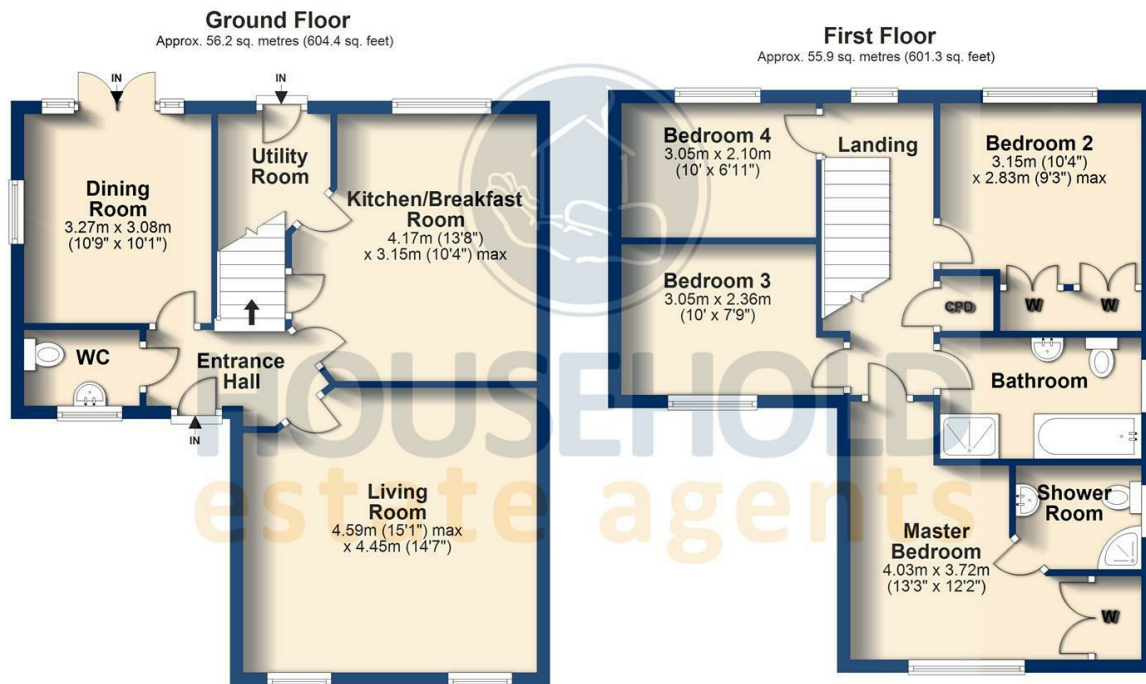 Ground Floor
Approx. 56.2 sq. metres (604.4 sq. feet)
IN
IN
Utility
Room
Dining
Room
3.27m x 3.08m
(10'9" x 10'1")
Kitchen/Breakfast
Room
4.17m (13'8")
x 3.15m (10'4") max
WC
Entrance
Hall
IN
Living
Room
4.59m (15'1") max
x 4.45m (14'7")
First Floor
Approx. 55.9 sq. metres (601.3 sq. feet)
Bedroom 4
3.05m x 2.10m
(10' x 6'11")
Landing
Bedroom 2
3.15m (10'4")
x 2.83m (9'3") max
Bedroom 3
3.05m x 2.36m
(10' x 7'9")
CPD
W
W
Bathroom
Shower
Room
Master
Bedroom
4.03m x 3.72m
(13'3" x 12'2")
W
HOUSEHOLD
estate agents